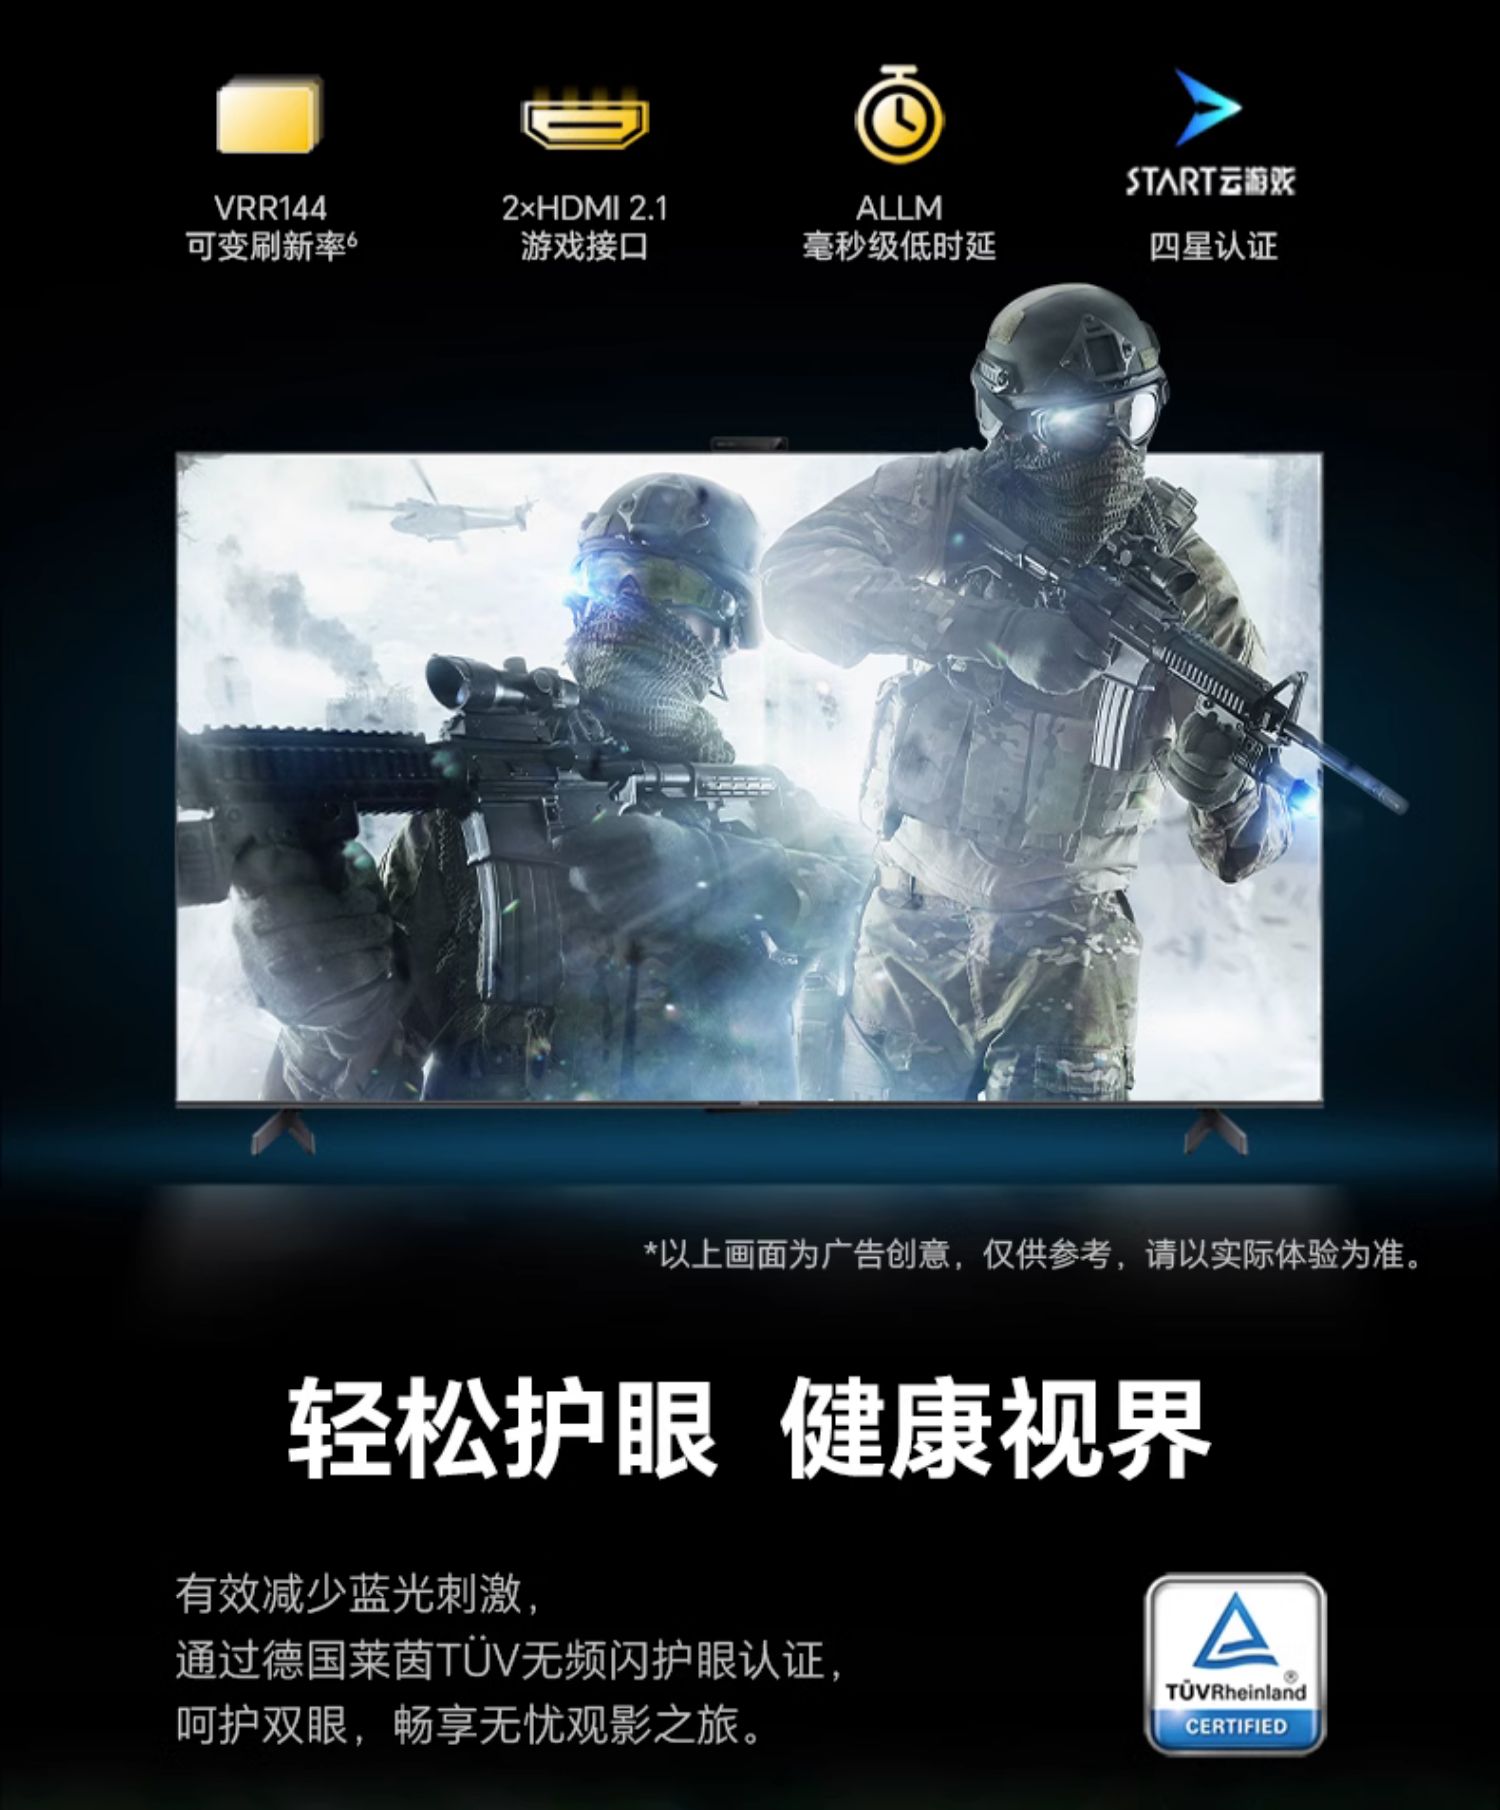 VRR144
可变刷新率⁶
2×HDMI 2.1
游戏接口
ALLM
毫秒级低时延
START云游戏
四星认证
*以上画面为广告创意，仅供参考，请以实际体验为准。
轻松护眼 健康视界
有效减少蓝光刺激，
通过德国莱茵TÜV无频闪护眼认证，
呵护双眼，畅享无忧观影之旅。
®
TÜVRheinland
CERTIFIED